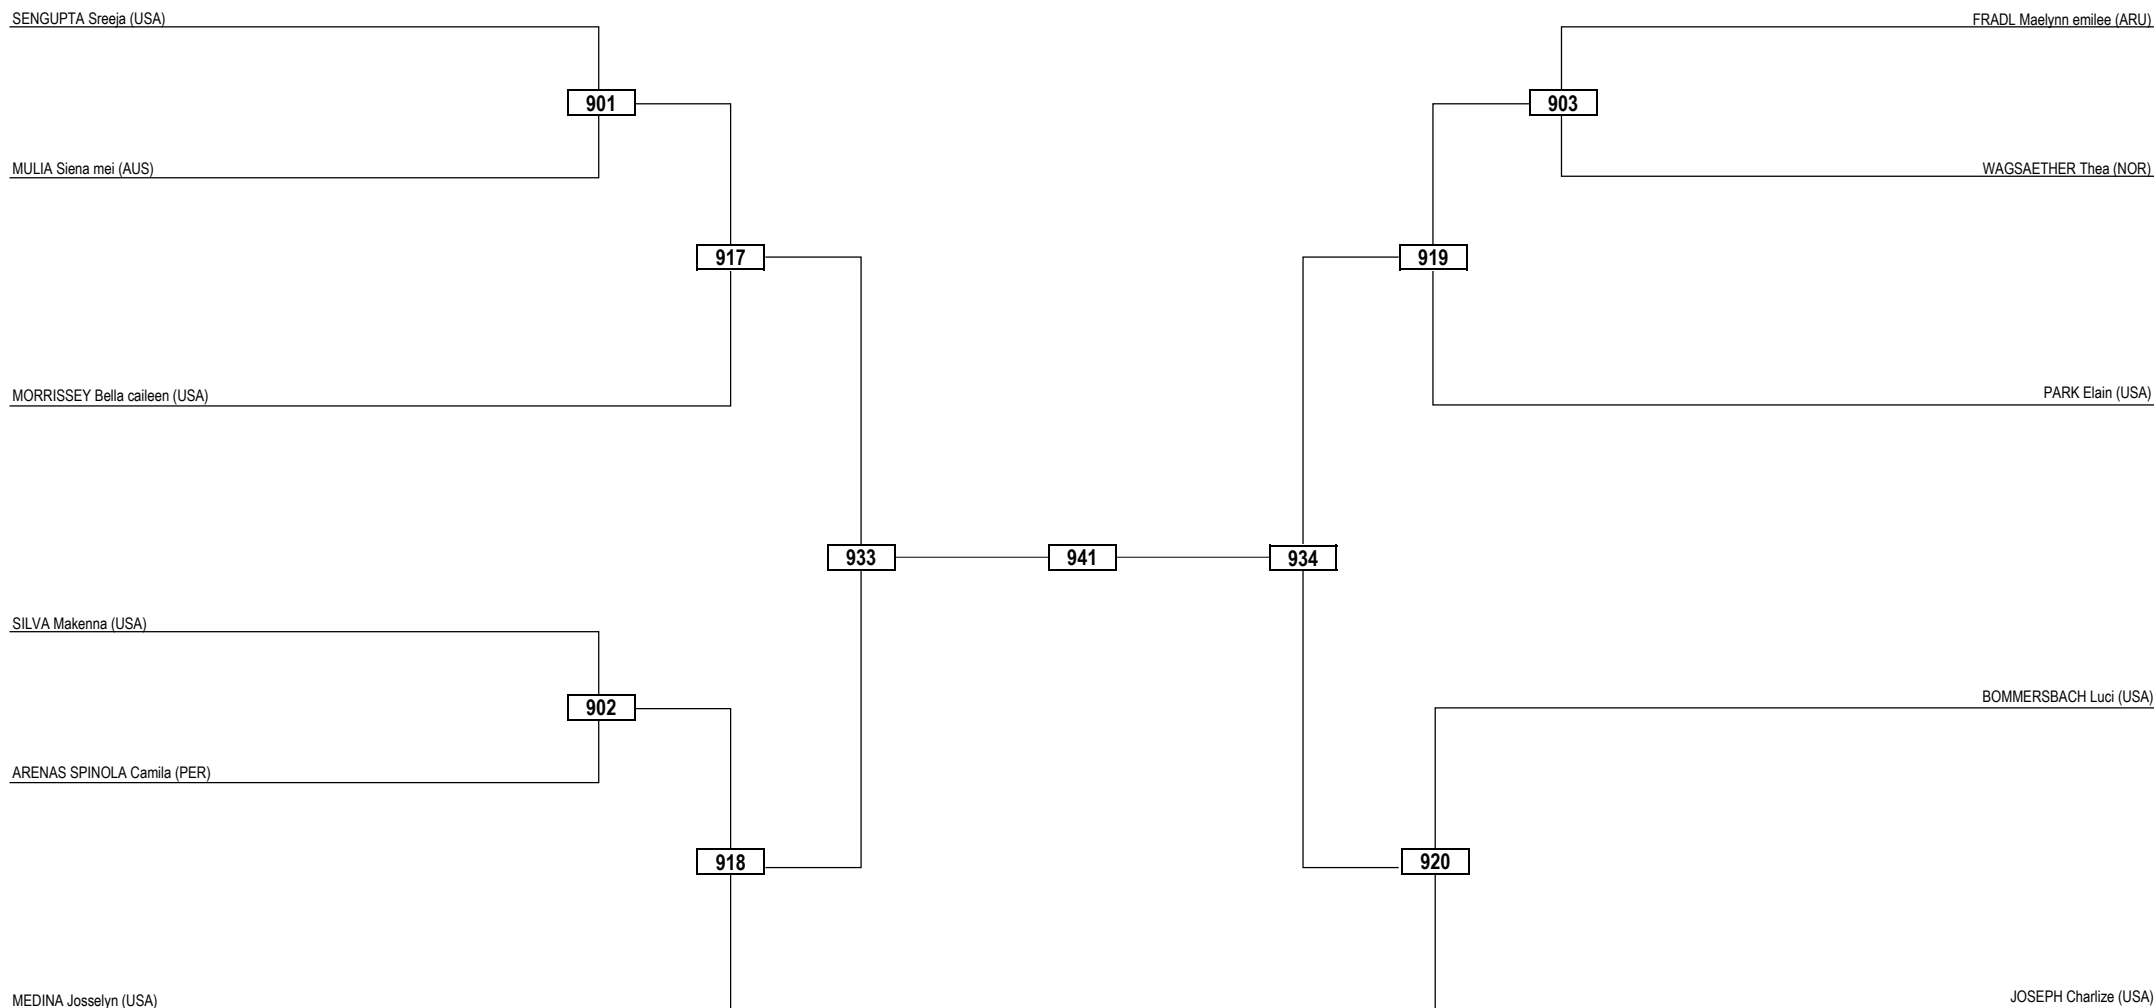 SENGUPTA Sreeja (USA)
FRADL Maelynn emilee (ARU)
901
903
MULIA Siena mei (AUS)
WAGSAETHER Thea (NOR)
917
919
MORRISSEY Bella caileen (USA)
PARK Elain (USA)
933
941
934
SILVA Makenna (USA)
BOMMERSBACH Luci (USA)
902
ARENAS SPINOLA Camila (PER)
918
920
MEDINA Josselyn (USA)
JOSEPH Charlize (USA)